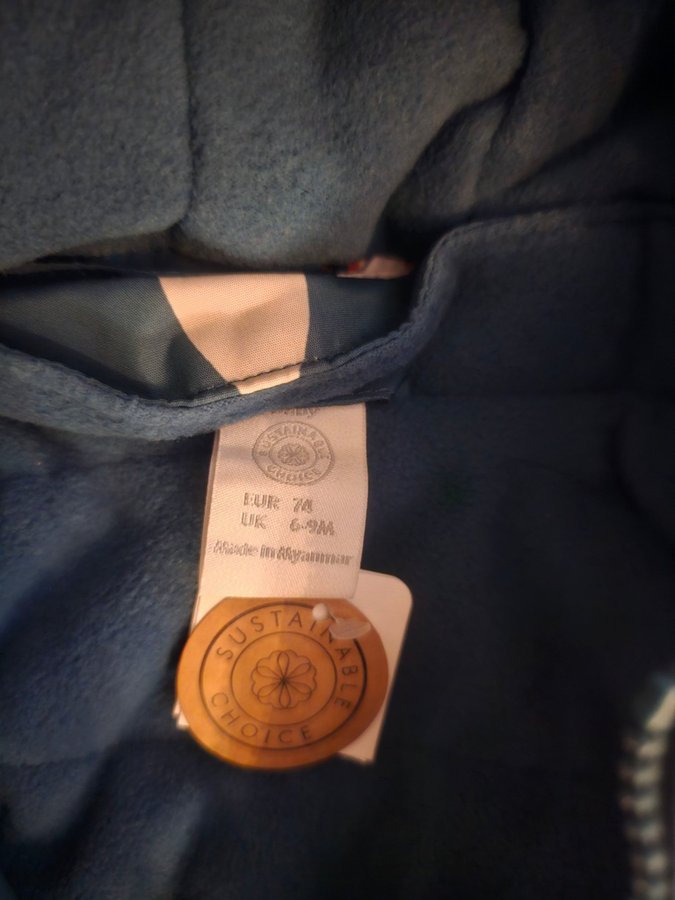 SUSTAINABLE
CHOICE
EUR 74
UK 6-9M
Made in Myanmar
SUSTAINABLE
CHOICE